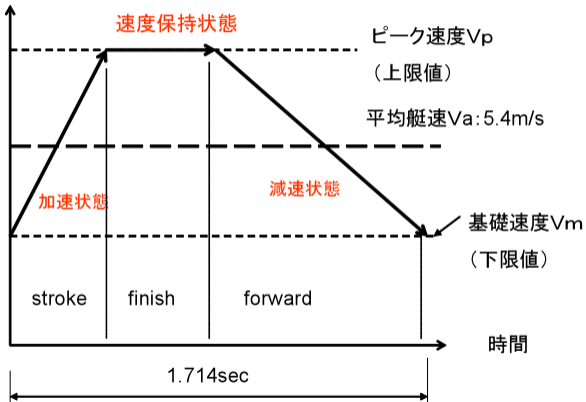 速度保持状態
ピーク速度Vp
（上限値）
平均艇速Va：5.4m/s
加速状態
減速状態
基礎速度Vm
（下限値）
stroke
finish
forward
時間
1.714sec